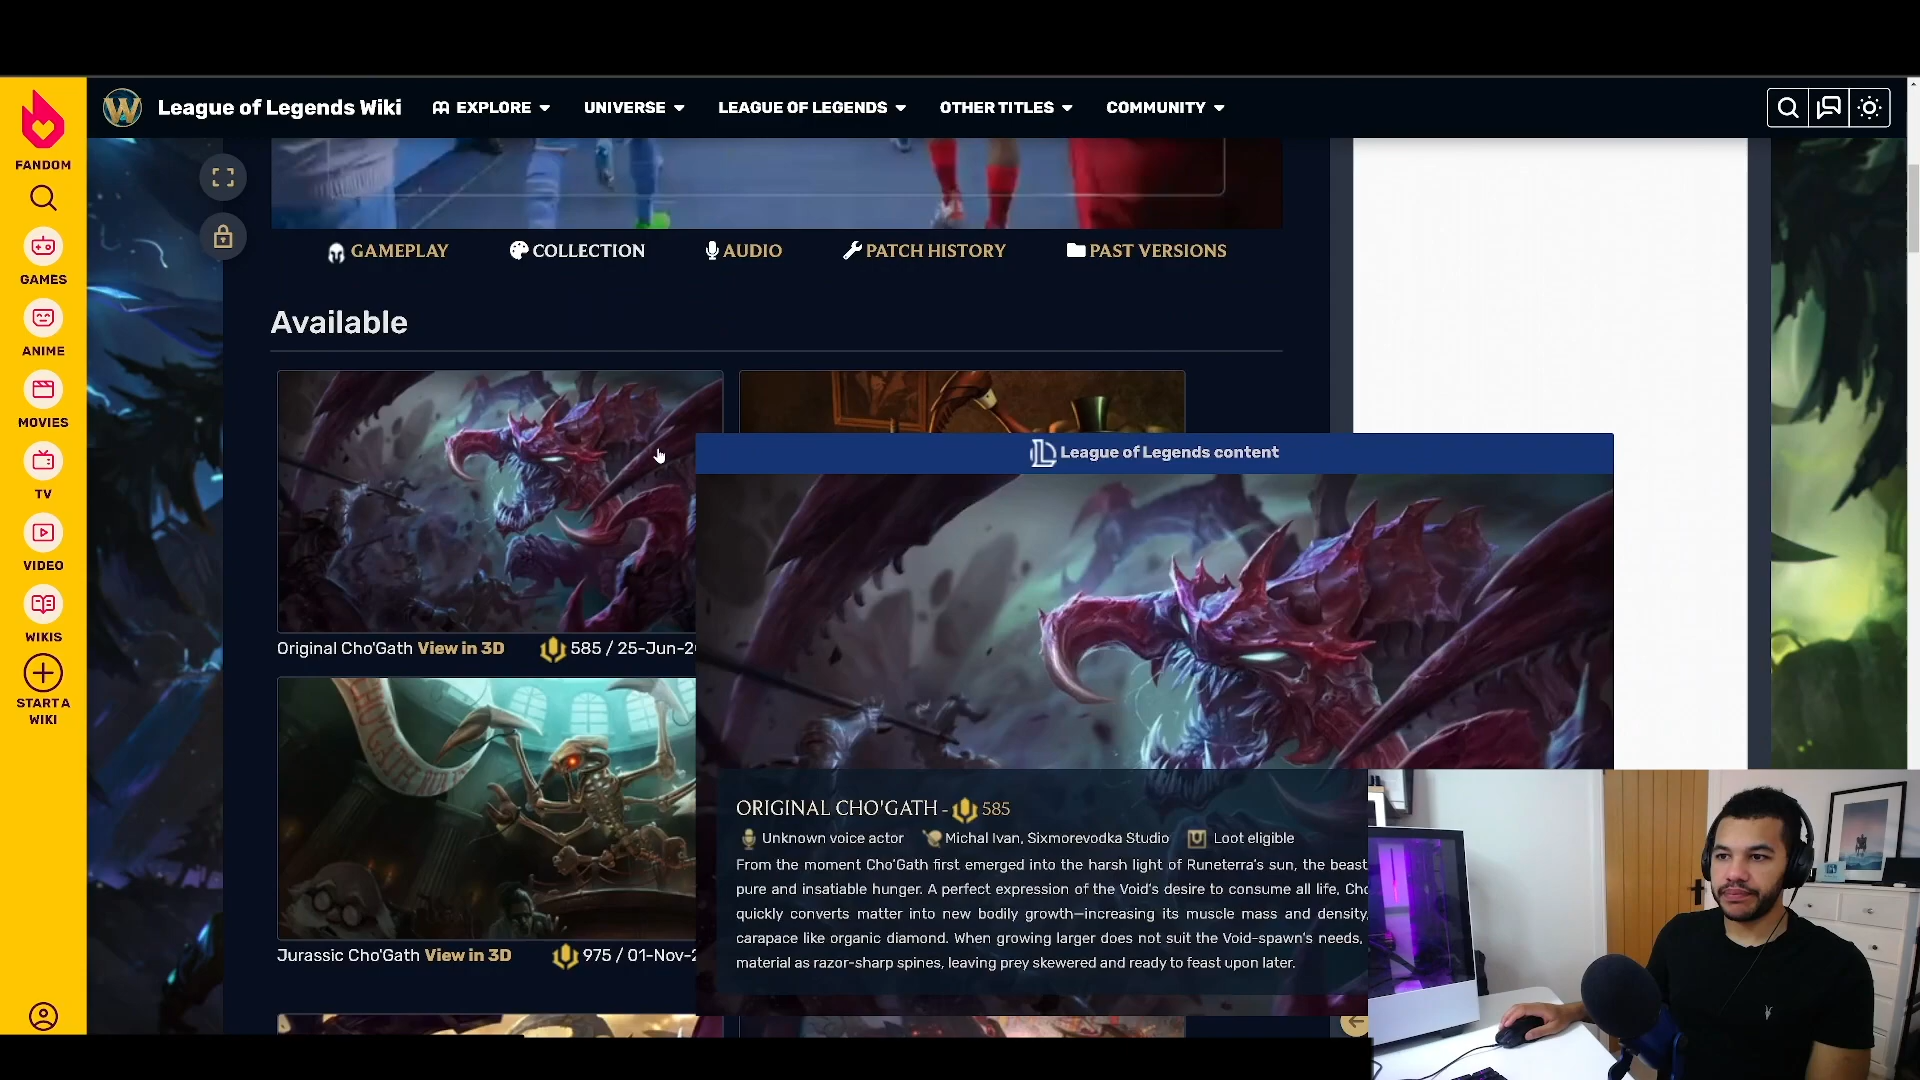 FANDOM
GAMES
ANIME
MOVIES
TV
VIDEO
WIKIS
START A
WIKI
League of Legends Wiki
EXPLORE
UNIVERSE
LEAGUE OF LEGENDS
OTHER TITLES
COMMUNITY
GAMEPLAY
COLLECTION
AUDIO
PATCH HISTORY
PAST VERSIONS
Available
Original Cho'Gath View in 3D
585 / 25-Jun-2
Jurassic Cho'Gath View in 3D
975 / 01-Nov-2
League of Legends content
ORIGINAL CHO'GATH - 585
Unknown voice actor Michal Ivan, Sixmorevodka Studio Loot eligible
From the moment Cho'Gath first emerged into the harsh light of Runeterra's sun, the beast
pure and insatiable hunger. A perfect expression of the Void's desire to consume all life, Cho
quickly converts matter into new bodily growth—increasing its muscle mass and density,
carapace like organic diamond. When growing larger does not suit the Void-spawn's needs,
material as razor-sharp spines, leaving prey skewered and ready to feast upon later.